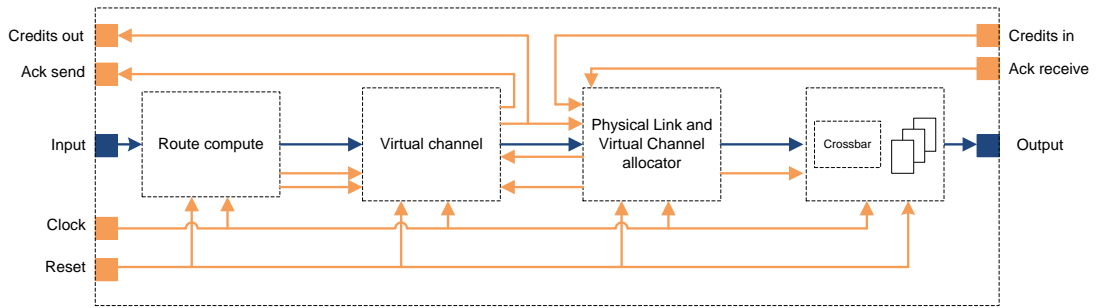 Credits out
Credits in
Ack send
Ack receive
Input
Route compute
Virtual channel
Physical Link and
Virtual Channel
allocator
Crossbar
Output
Clock
Reset